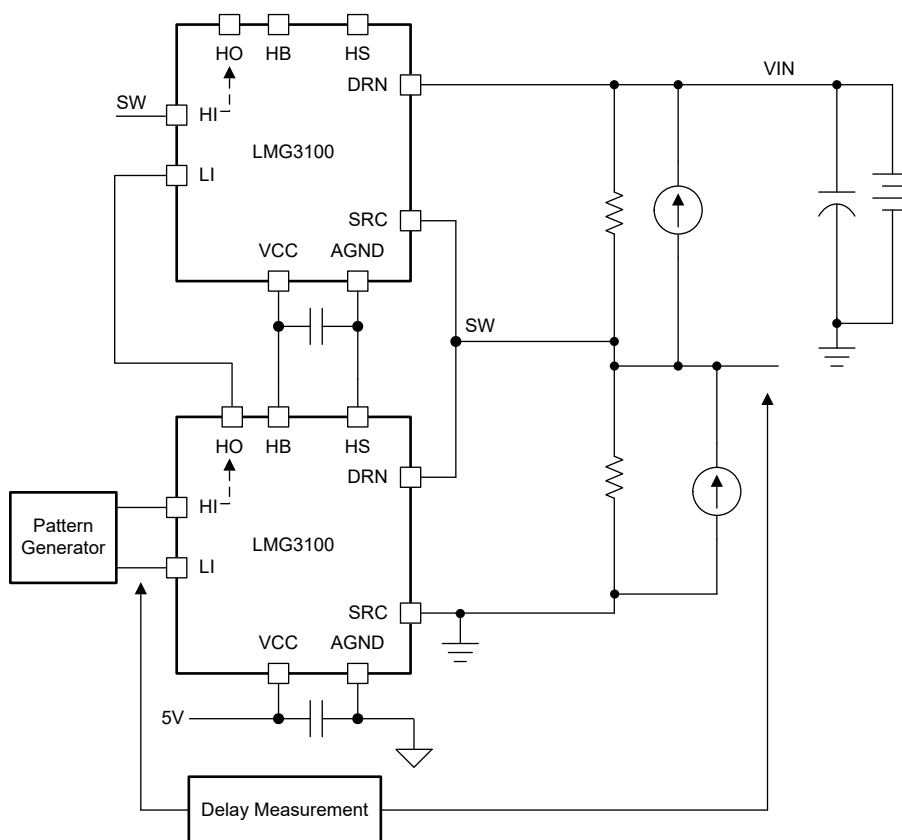 HO HB HS
DRN
VIN
SW
HI
LMG3100
LI
SRC
VCC AGND
SW
HO HB HS
DRN
HI
Pattern
Generator
LMG3100
LI
SRC
VCC AGND
5V
Delay Measurement